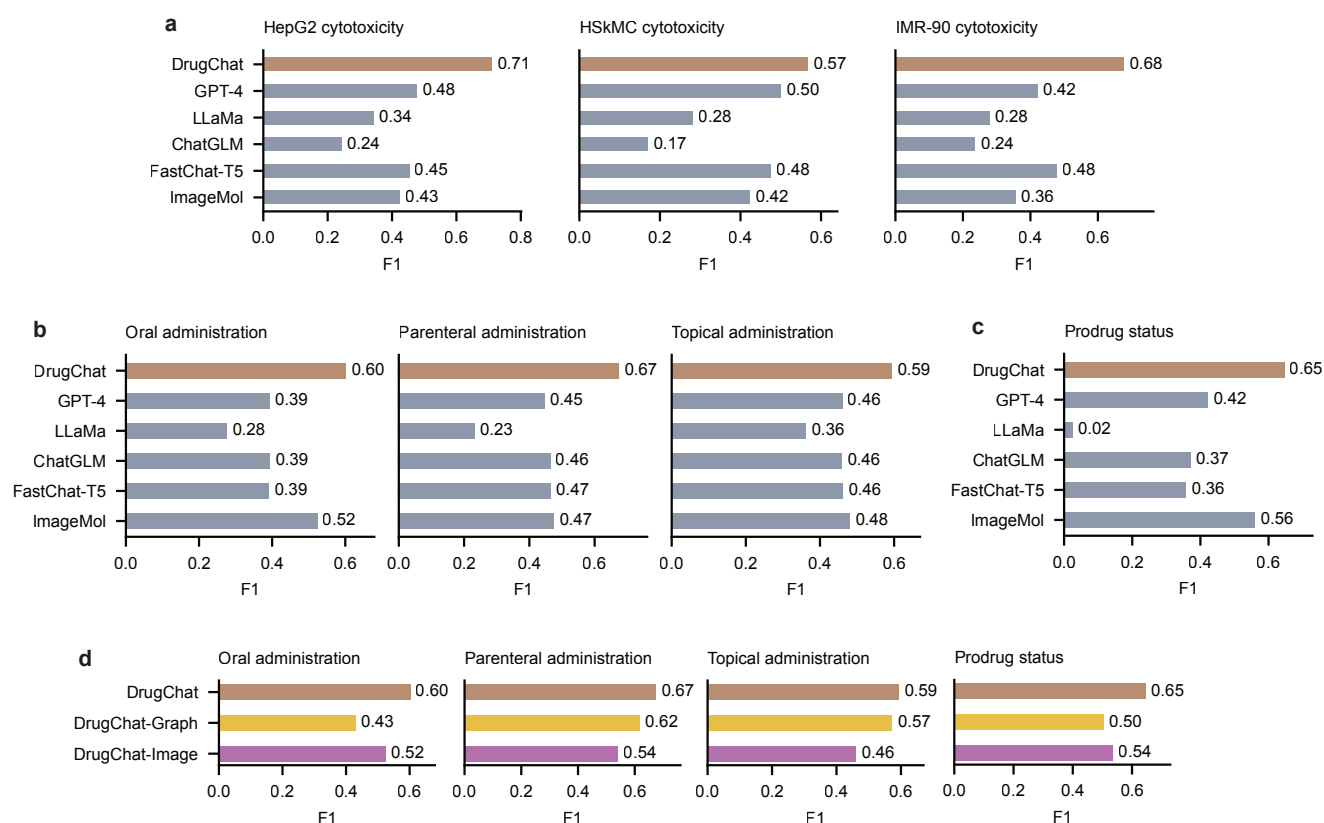 a
HepG2 cytotoxicity
HSkMC cytotoxicity
IMR-90 cytotoxicity
DrugChat
0.71
0.57
0.68
GPT-4
0.48
0.50
0.42
LLaMa
0.34
0.28
0.28
ChatGLM
0.24
0.17
0.24
FastChat-T5
0.45
0.48
0.48
ImageMol
0.43
0.42
0.36
0.0 0.2 0.4 0.6 0.8
0.0 0.2 0.4 0.6
0.0 0.2 0.4 0.6
F1
F1
F1
b
Oral administration
Parenteral administration
Topical administration
DrugChat
0.60
0.67
0.59
GPT-4
0.39
0.45
0.46
LLaMa
0.28
0.23
0.36
ChatGLM
0.39
0.46
0.46
FastChat-T5
0.39
0.47
0.46
ImageMol
0.52
0.47
0.48
0.0 0.2 0.4 0.6
0.0 0.2 0.4 0.6
0.0 0.2 0.4 0.6
F1
F1
F1
c
Prodrug status
DrugChat
0.65
GPT-4
0.42
LLaMa
0.02
ChatGLM
0.37
FastChat-T5
0.36
ImageMol
0.56
0.0 0.2 0.4 0.6
F1
d
Oral administration
Parenteral administration
Topical administration
Prodrug status
DrugChat
0.60
0.67
0.59
0.65
DrugChat-Graph
0.43
0.62
0.57
0.50
DrugChat-Image
0.52
0.54
0.46
0.54
0.0 0.2 0.4 0.6
0.0 0.2 0.4 0.6
0.0 0.2 0.4 0.6
0.0 0.2 0.4 0.6
F1
F1
F1
F1